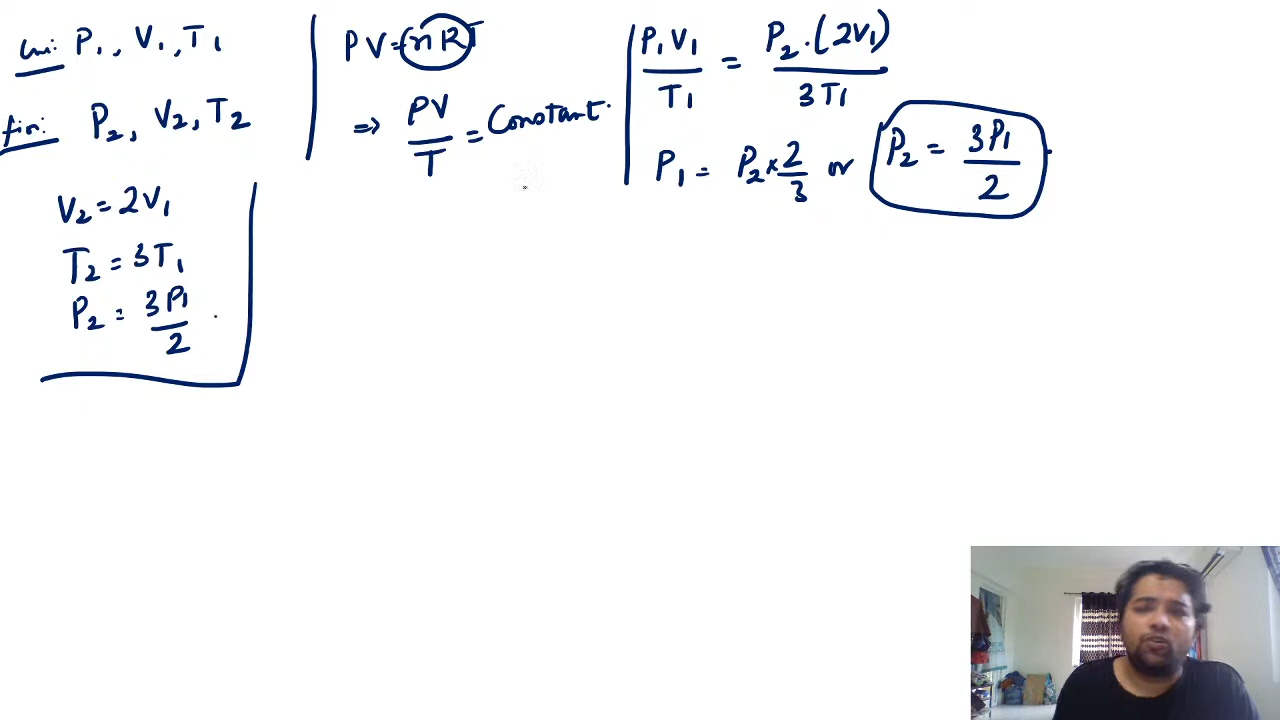 ini: P₁, V₁, T₁
fin: P₂, V₂, T₂
V₂ = 2V₁
T₂ = 3T₁
P₂ = 3P₁/2
PV = nRT
⇒ PV/T = Constant.
P₁V₁/T₁ = P₂.(2V₁)/3T₁
P₁ = P₂ × 2/3 or P₂ = 3P₁/2